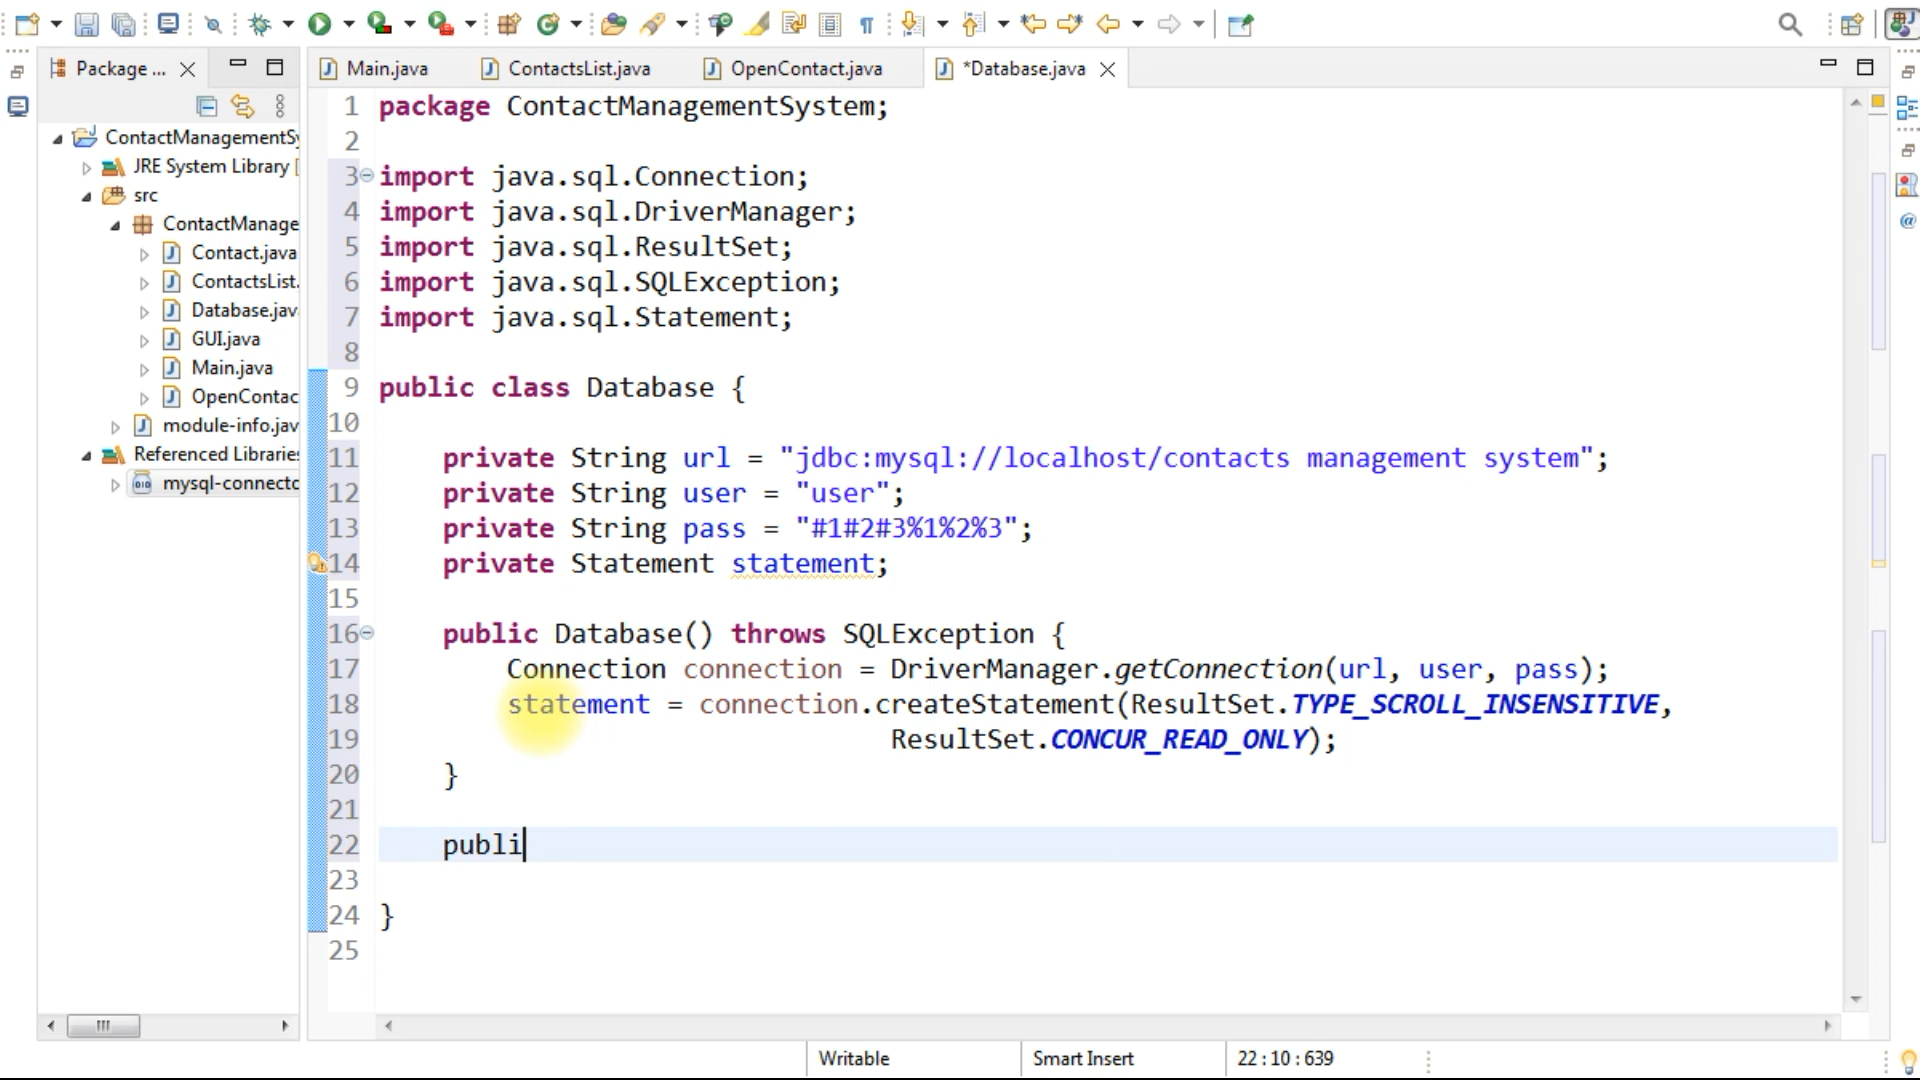 Package ...
Main.java
ContactsList.java
OpenContact.java
*Database.java
ContactManagementSy
JRE System Library [
src
ContactManage
Contact.java
ContactsList.
Database.jav
GUI.java
Main.java
OpenContac
module-info.jav
Referenced Libraries
mysql-connecto
1 package ContactManagementSystem;
2
3 import java.sql.Connection;
4 import java.sql.DriverManager;
5 import java.sql.ResultSet;
6 import java.sql.SQLException;
7 import java.sql.Statement;
8
9 public class Database {
10
11 private String url = "jdbc:mysql://localhost/contacts management system";
12 private String user = "user";
13 private String pass = "#1#2#3%1%2%3";
14 private Statement statement;
15
16 public Database() throws SQLException {
17 Connection connection = DriverManager.getConnection(url, user, pass);
18 statement = connection.createStatement(ResultSet.TYPE_SCROLL_INSENSITIVE,
19 ResultSet.CONCUR_READ_ONLY);
20 }
21
22 publi
23
24 }
25
Writable
Smart Insert
22 : 10 : 639